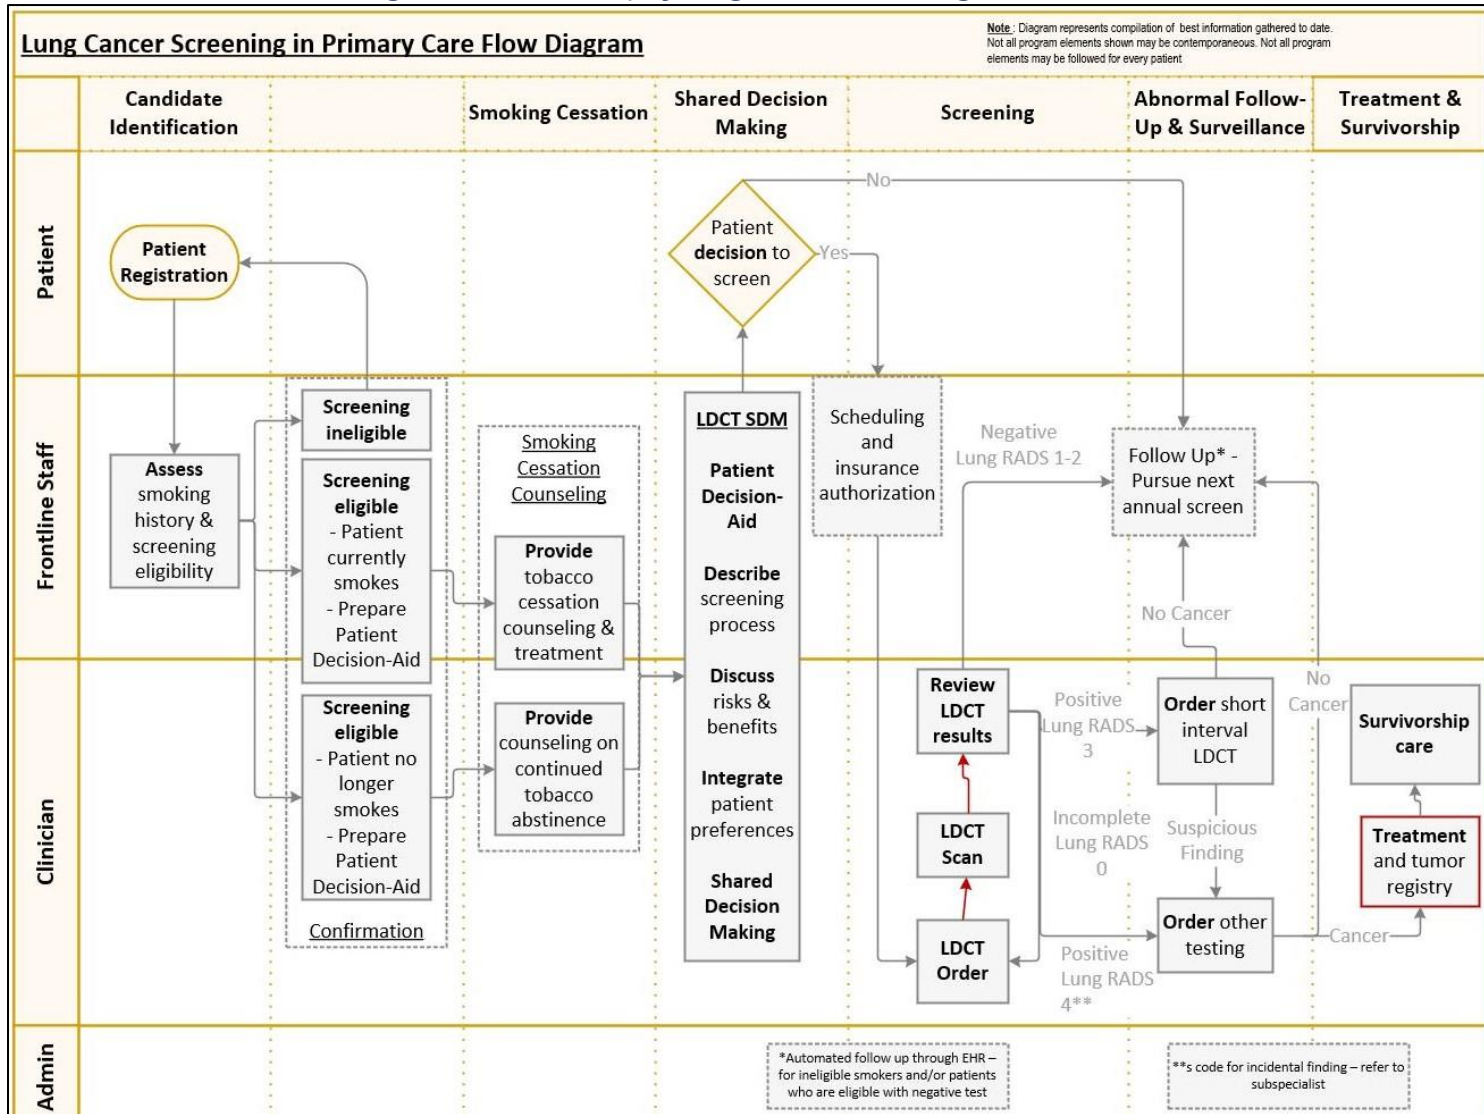 Lung Cancer Screening in Primary Care Flow Diagram
Note : Diagram represents compilation of best information gathered to date.
Not all program elements shown may be contemporaneous. Not all program
elements may be followed for every patient
Candidate
Identification
Smoking Cessation
Shared Decision
Making
Screening
Abnormal Follow-
Up & Surveillance
Treatment &
Survivorship
Patient
Patient
Registration
Patient
decision to
screen
No
Yes
Frontline Staff
Assess
smoking
history &
screening
eligibility
Screening
ineligible
Screening
eligible
- Patient
currently
smokes
- Prepare
Patient
Decision-Aid
Screening
eligible
- Patient no
longer
smokes
- Prepare
Patient
Decision-Aid
Confirmation
Smoking
Cessation
Counseling
Provide
tobacco
cessation
counseling &
treatment
Provide
counseling on
continued
tobacco
abstinence
LDCT SDM
Patient
Decision-
Aid
Describe
screening
process
Discuss
risks &
benefits
Integrate
patient
preferences
Shared
Decision
Making
Scheduling
and
insurance
authorization
Negative
Lung RADS 1-2
Follow Up* -
Pursue next
annual screen
No Cancer
No
Cancer
Clinician
Review
LDCT
results
LDCT
Scan
LDCT
Order
Positive
Lung RADS
3
Incomplete
Lung RADS
0
Positive
Lung RADS
4**
Order short
interval
LDCT
Suspicious
Finding
Order other
testing
Cancer
Survivorship
care
Treatment
and tumor
registry
Admin
*Automated follow up through EHR –
for ineligible smokers and/or patients
who are eligible with negative test
**s code for incidental finding – refer to
subspecialist